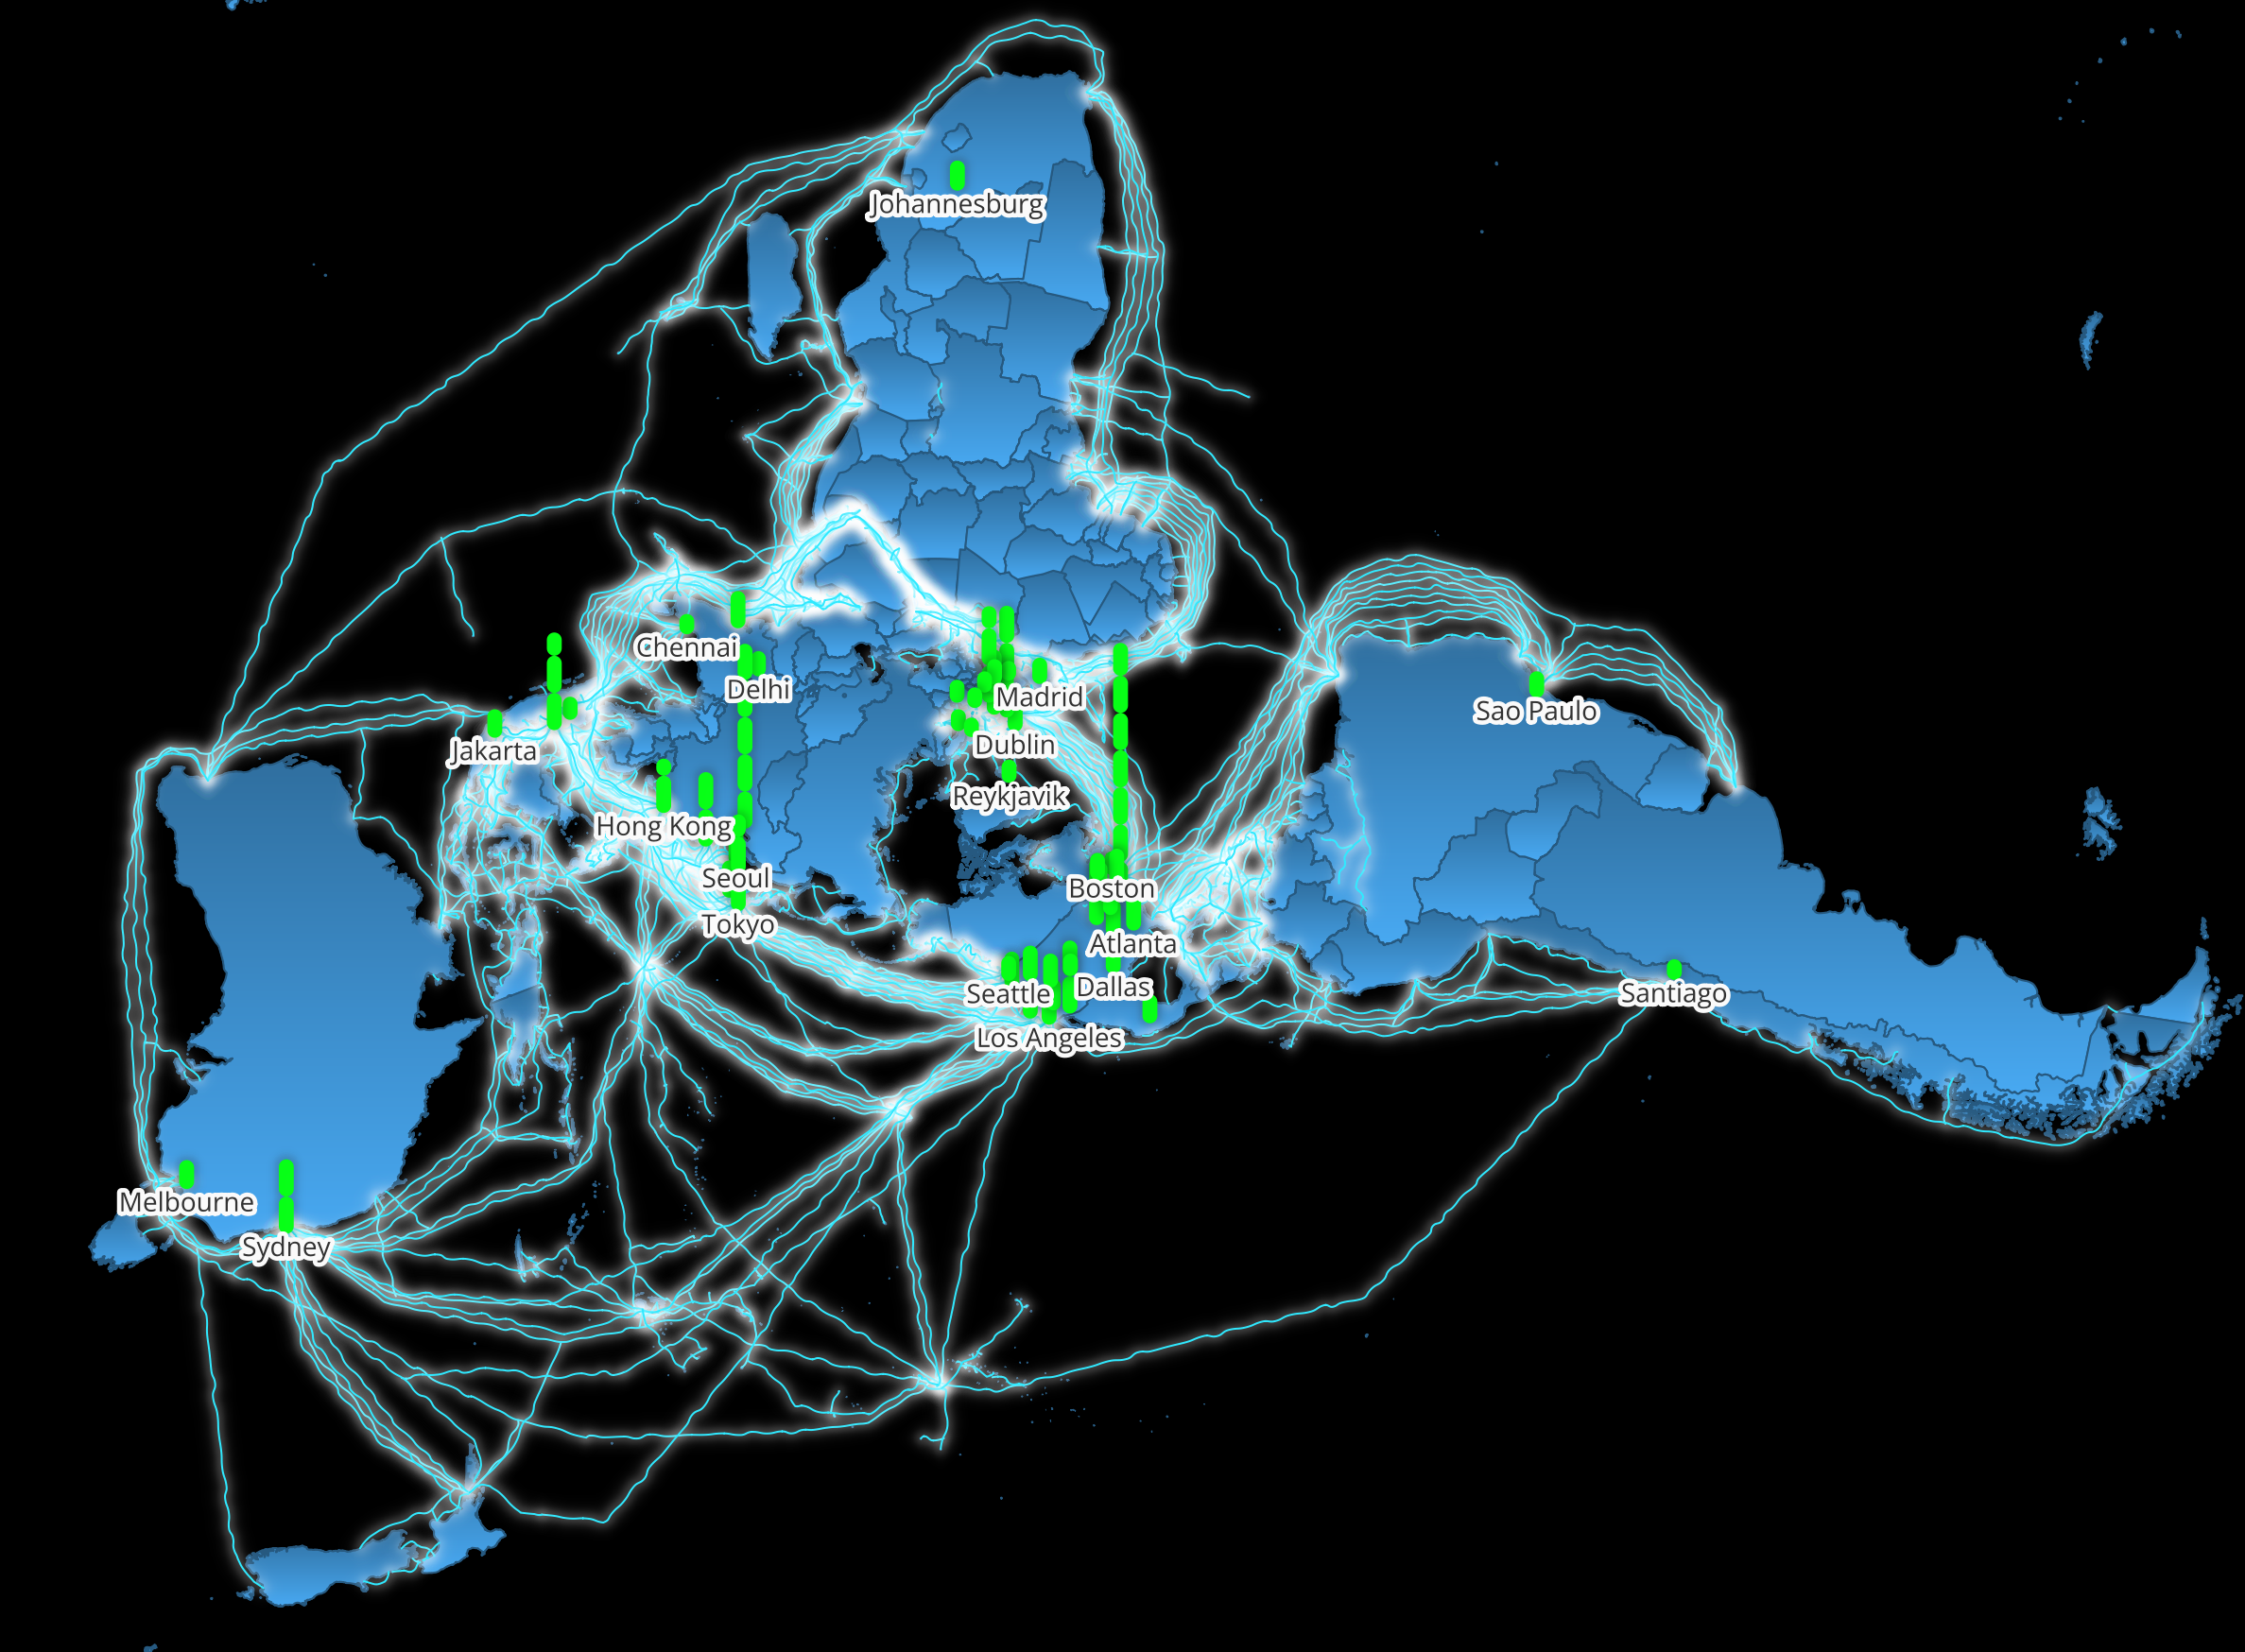 Johannesburg
Chennai
Delhi
Madrid
Sao Paulo
Dublin
Jakarta
Reykjavik
Hong Kong
Seoul
Boston
Tokyo
Atlanta
Dallas
Seattle
Santiago
Los Angeles
Melbourne
Sydney